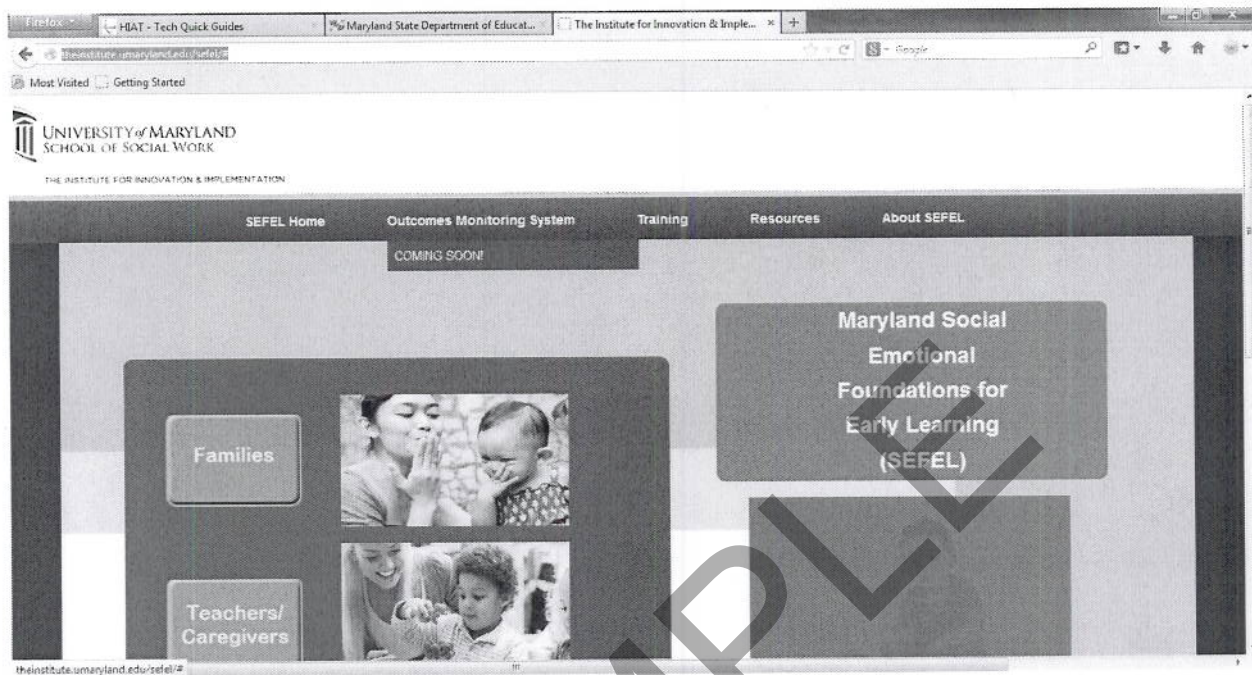 Firefox
HIAT - Tech Quick Guides
Maryland State Department of Educat...
The Institute for Innovation & Imple...
theinstitute.umaryland.edu/sefel/#
Google
Most Visited
Getting Started
UNIVERSITY of MARYLAND
SCHOOL OF SOCIAL WORK
THE INSTITUTE FOR INNOVATION & IMPLEMENTATION
SEFEL Home
Outcomes Monitoring System
Training
Resources
About SEFEL
COMING SOON!
Maryland Social
Emotional
Foundations for
Early Learning
(SEFEL)
Families
Teachers/
Caregivers
theinstitute.umaryland.edu/sefel/#